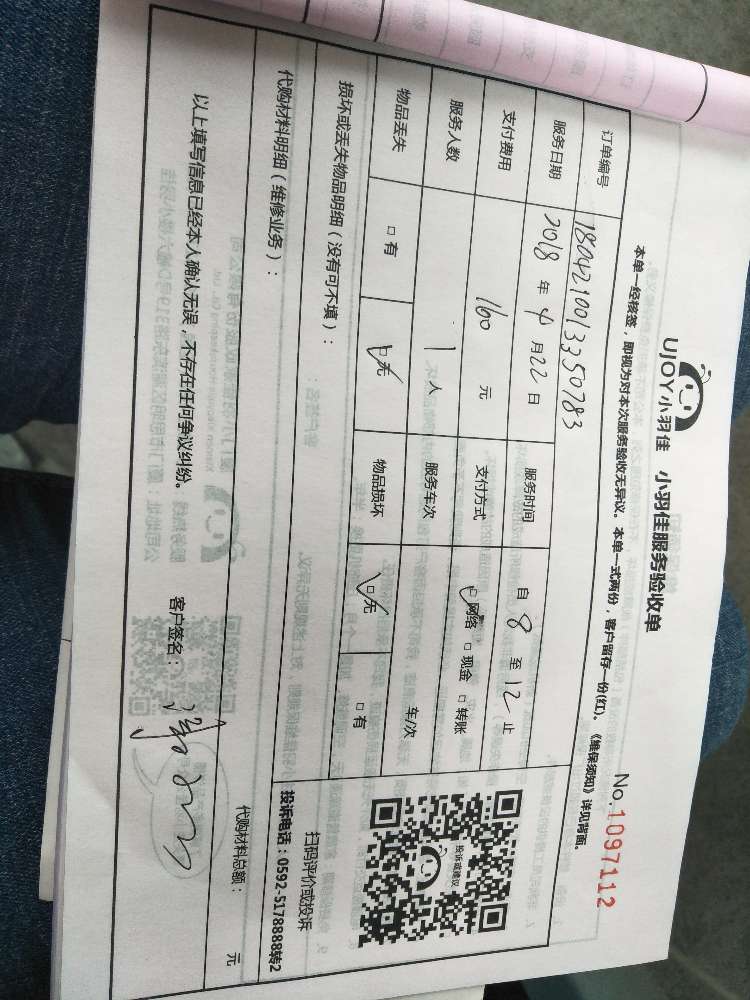 UJOY小羽佳 小羽佳服务验收单
No.1097112
本单一经核签，即视为对本次服务验收无异议。本单一式两份，客户留存一份(红)。《维保须知》详见背面。
订单编号 18042100133350783
服务日期 2018 年 4 月 22 日 服务时间 自 8 至 12 止
支付费用 160 元 支付方式 □网络 □现金 □转账
服务人数 1 人 服务车次 车/次
物品丢失 □有 □无 物品损坏 □无 □有
损坏或丢失物品明细（没有可不填）：
投诉或建议
扫码评价或投诉
投诉电话：0592-5178888转2
代购材料明细（维修业务）：
代购材料总额： 元
以上填写信息已经本人确认无误，不存在任何争议纠纷。 客户签名：